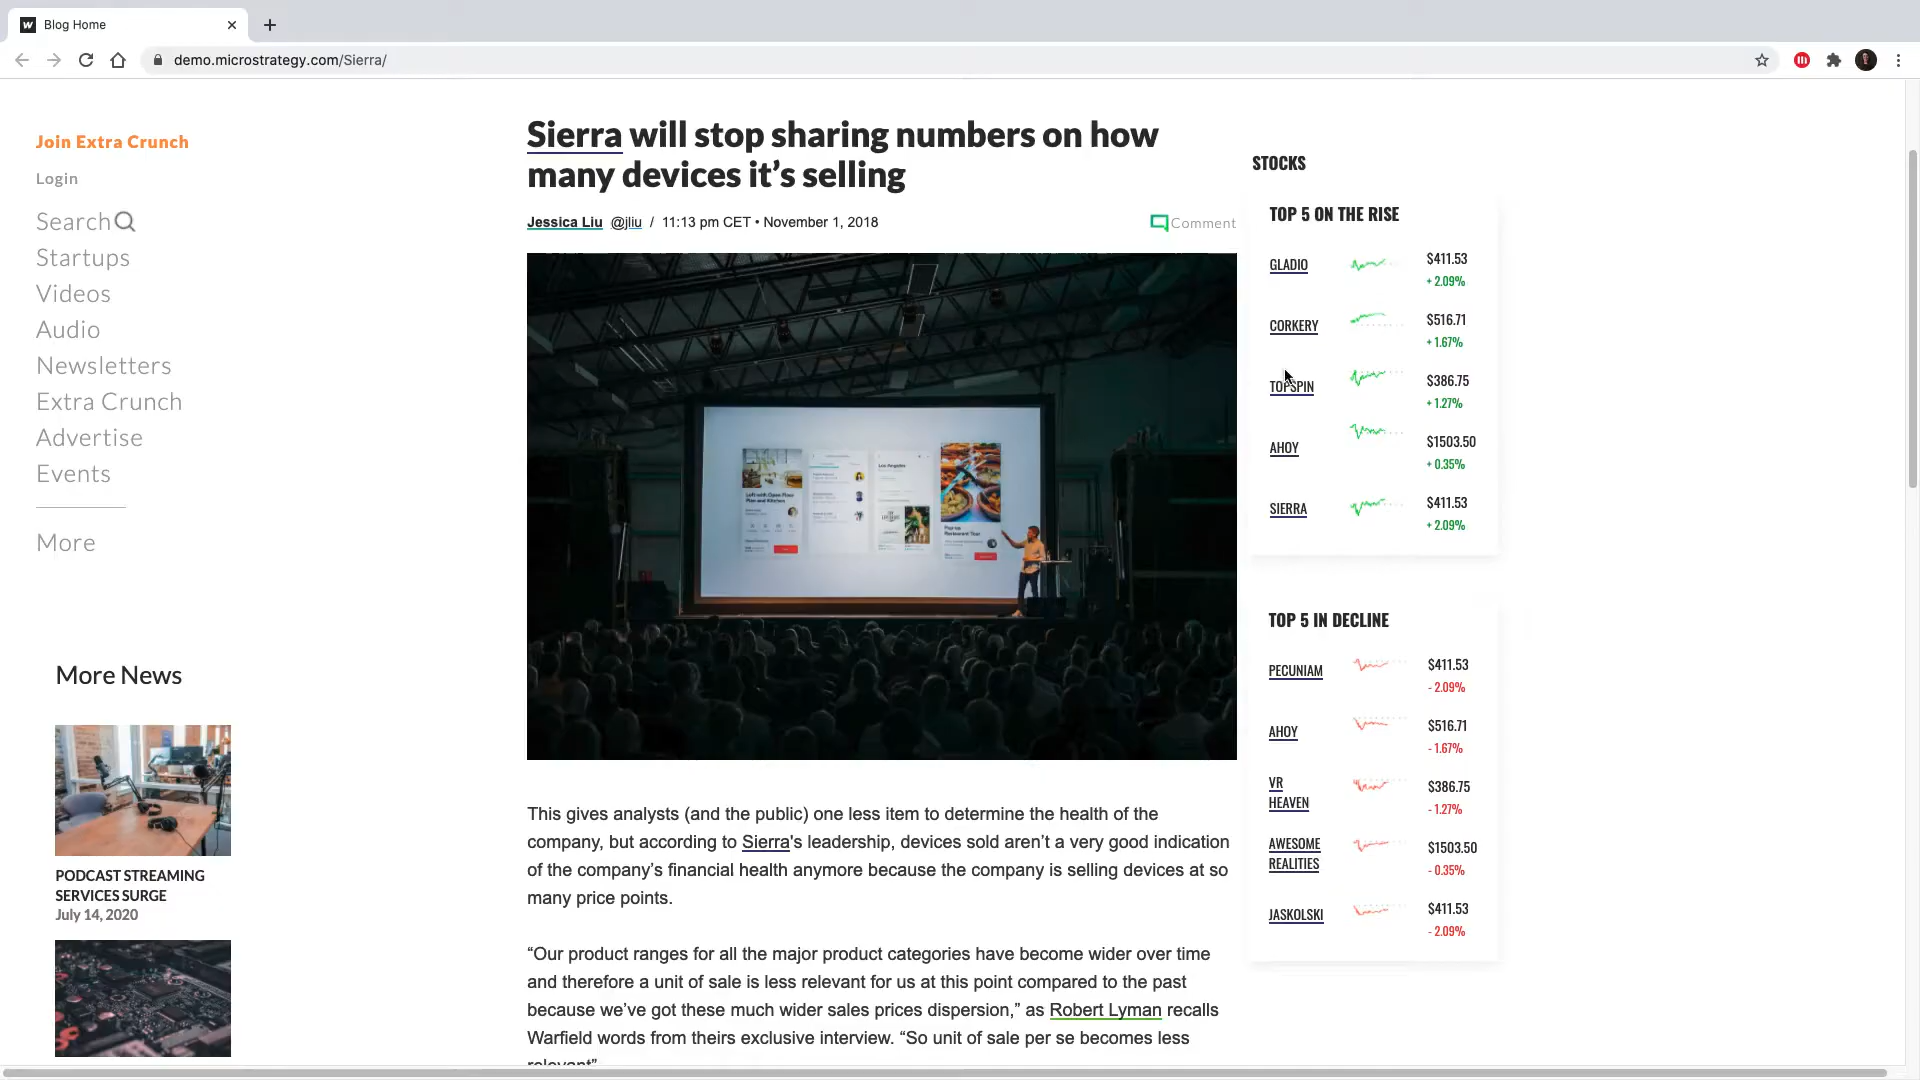 Blog Home
demo.microstrategy.com/Sierra/
Join Extra Crunch
Login
Search
Startups
Videos
Audio
Newsletters
Extra Crunch
Advertise
Events
More
More News
PODCAST STREAMING
SERVICES SURGE
July 14, 2020
Sierra will stop sharing numbers on how
many devices it’s selling
Jessica Liu @jliu / 11:13 pm CET • November 1, 2018
Comment
This gives analysts (and the public) one less item to determine the health of the
company, but according to Sierra's leadership, devices sold aren’t a very good indication
of the company’s financial health anymore because the company is selling devices at so
many price points.
“Our product ranges for all the major product categories have become wider over time
and therefore a unit of sale is less relevant for us at this point compared to the past
because we’ve got these much wider sales prices dispersion,” as Robert Lyman recalls
Warfield words from theirs exclusive interview. “So unit of sale per se becomes less
relevant”
STOCKS
TOP 5 ON THE RISE
GLADIO $411.53
+ 2.09%
CORKERY $516.71
+ 1.67%
TOPSPIN $386.75
+ 1.27%
AHOY $1503.50
+ 0.35%
SIERRA $411.53
+ 2.09%
TOP 5 IN DECLINE
PECUNIAM $411.53
- 2.09%
AHOY $516.71
- 1.67%
VR
HEAVEN $386.75
- 1.27%
AWESOME
REALITIES $1503.50
- 0.35%
JASKOLSKI $411.53
- 2.09%